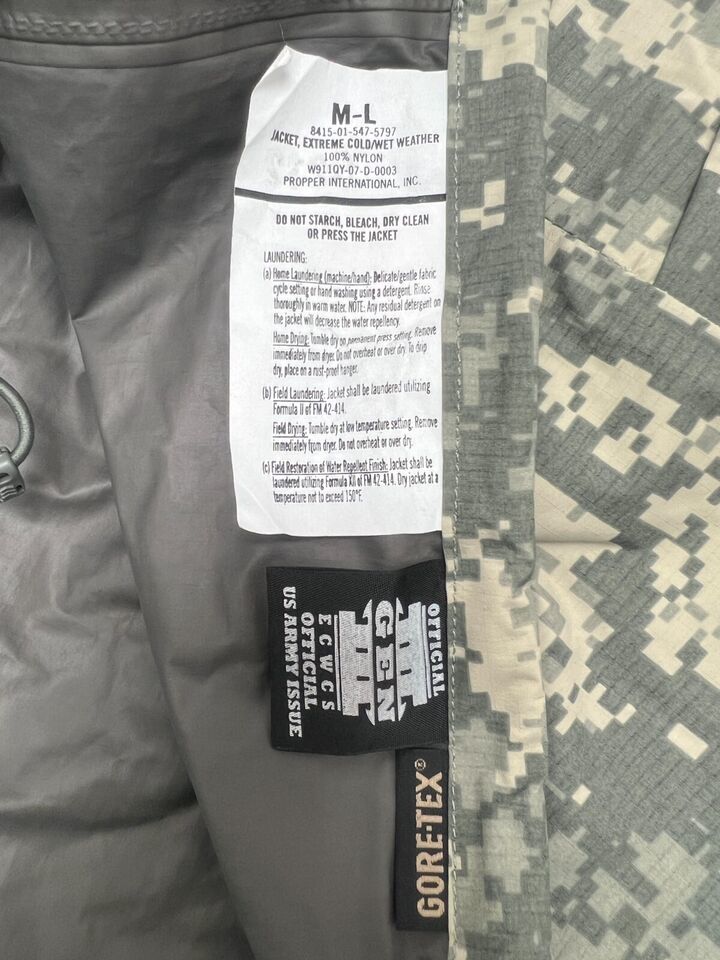 M-L
8415-01-547-5797
JACKET, EXTREME COLD/WET WEATHER
100% NYLON
W911QY-07-D-0003
PROPPER INTERNATIONAL, INC.
DO NOT STARCH, BLEACH, DRY CLEAN
OR PRESS THE JACKET
LAUNDERING:
(a) Home Laundering (machine/hand): Delicate/gentle fabric
cycle setting or hand washing using a detergent. Rinse
thoroughly in warm water. NOTE: Any residual detergent on
the jacket will decrease the water repellency.
Home Drying: Tumble dry on permanent press setting. Remove
immediately from dryer. Do not overheat or over dry. To drip
dry, place on a rust-proof hanger.
(b) Field Laundering: Jacket shall be laundered utilizing
Formula II of FM 42-414.
Field Drying: Tumble dry at low temperature setting. Remove
immediately from dryer. Do not overheat or over dry.
(c) Field Restoration of Water Repellent Finish: Jacket shall be
laundered utilizing Formula XII of FM 42-414. Dry jacket at a
temperature not to exceed 150°F.
OFFICIAL
GEN
III
ECWCS
OFFICIAL
US ARMY ISSUE
GORE-TEX®